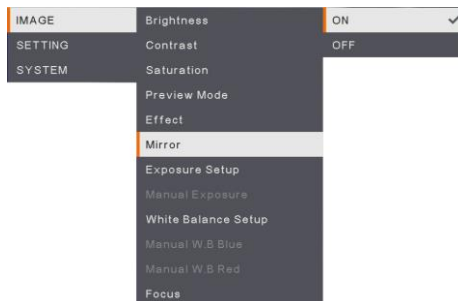 IMAGE
SETTING
SYSTEM
Brightness
Contrast
Saturation
Preview Mode
Effect
Mirror
Exposure Setup
Manual Exposure
White Balance Setup
Manual W.B Blue
Manual W.B Red
Focus
ON
OFF